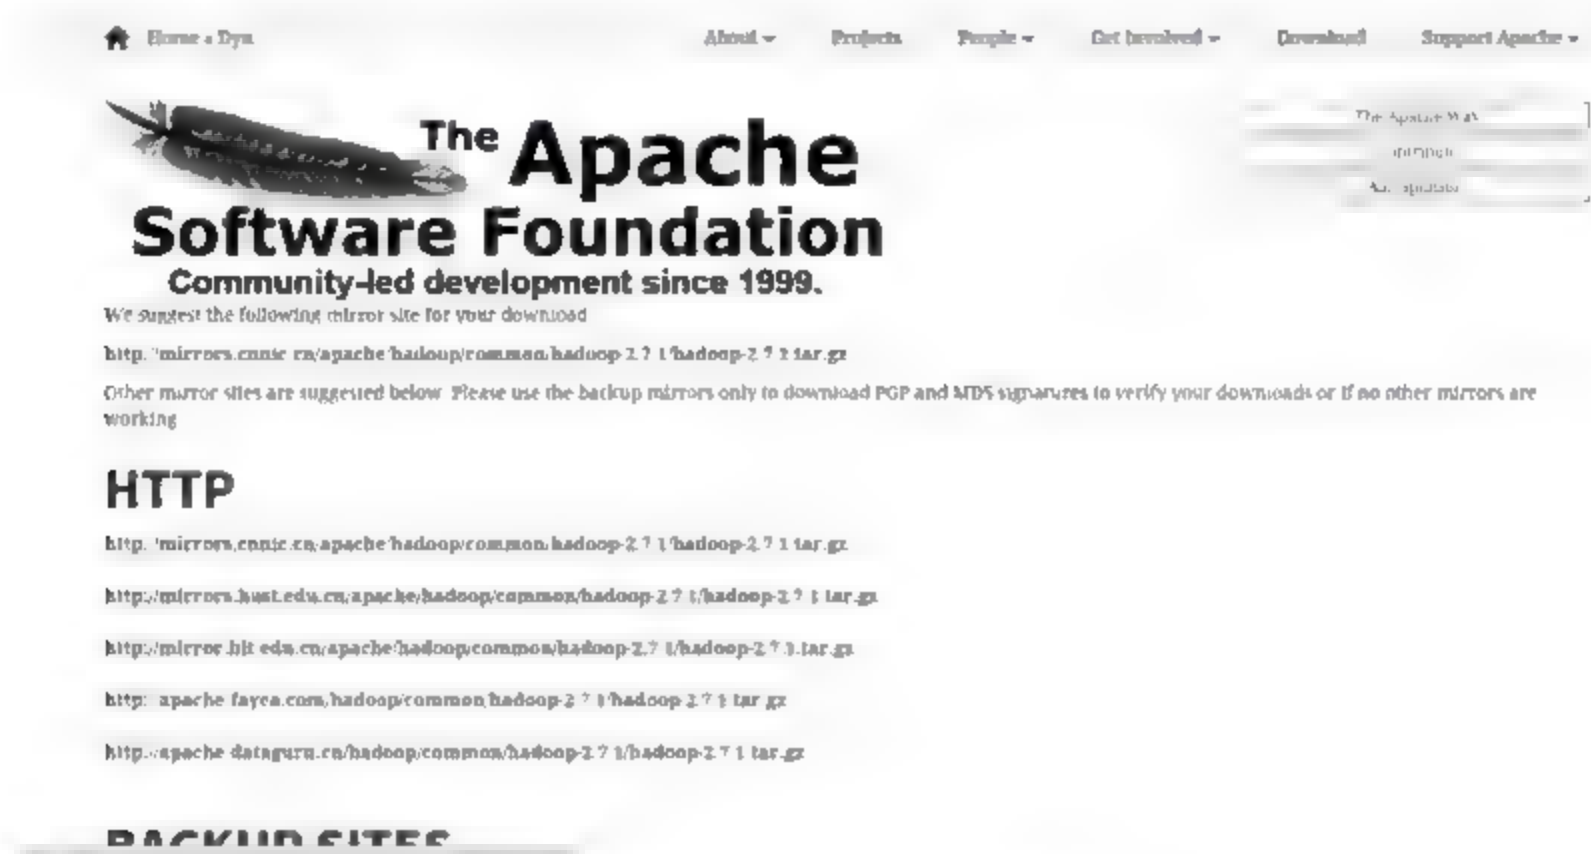 Home » Dyn
About Projects People Get Involved Download Support Apache
The Apache Way
The Apache
Software Foundation
Community-led development since 1999.
We suggest the following mirror site for your download
http://mirrors.cnnic.cn/apache/hadoop/common/hadoop-2.7.1/hadoop-2.7.1.tar.gz
Other mirror sites are suggested below. Please use the backup mirrors only to download PGP and MD5 signatures to verify your downloads or if no other mirrors are
working
HTTP
http://mirrors.cnnic.cn/apache/hadoop/common/hadoop-2.7.1/hadoop-2.7.1.tar.gz
http://mirrors.hust.edu.cn/apache/hadoop/common/hadoop-2.7.1/hadoop-2.7.1.tar.gz
http://mirror.bit.edu.cn/apache/hadoop/common/hadoop-2.7.1/hadoop-2.7.1.tar.gz
http://apache.fayea.com/hadoop/common/hadoop-2.7.1/hadoop-2.7.1.tar.gz
http://apache.dataguru.cn/hadoop/common/hadoop-2.7.1/hadoop-2.7.1.tar.gz
BACKUP SITES